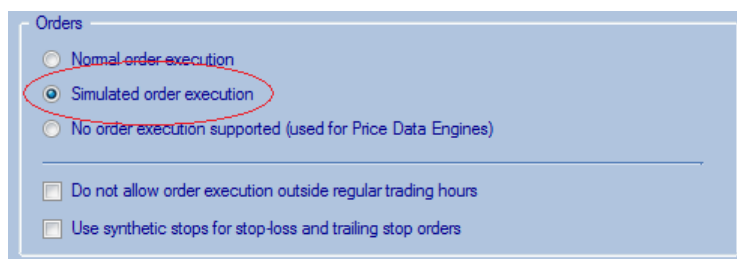 Orders
Normal order execution
Simulated order execution
No order execution supported (used for Price Data Engines)
Do not allow order execution outside regular trading hours
Use synthetic stops for stop-loss and trailing stop orders